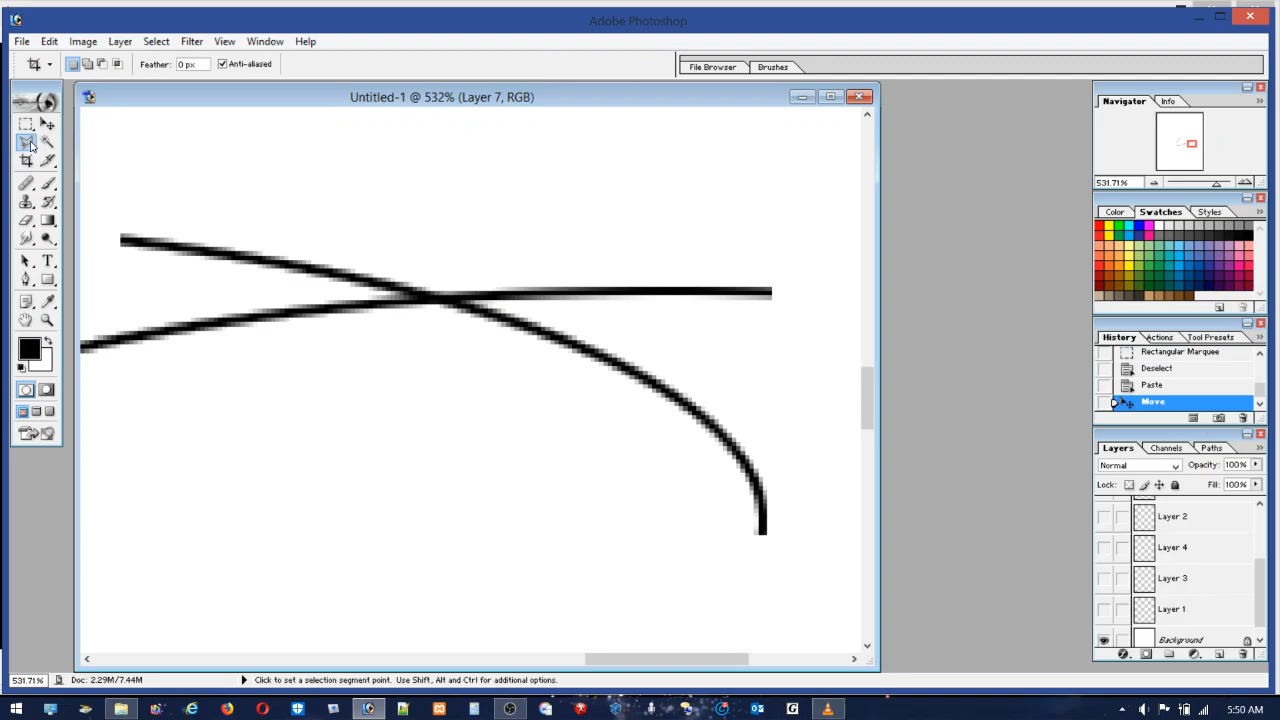 Adobe Photoshop
File Edit Image Layer Select Filter View Window Help
Feather: 0 px Anti-aliased File Browser Brushes
Untitled-1 @ 532% (Layer 7, RGB)
Navigator Info
531.71%
Color Swatches Styles
History Actions Tool Presets
Rectangular Marquee
Deselect
Paste
Move
Layers Channels Paths
Normal Opacity: 100%
Lock: Fill: 100%
Layer 2
Layer 4
Layer 3
Layer 1
Background
531.71% Doc: 2.29M/7.44M Click to set a selection segment point. Use Shift, Alt and Ctrl for additional options.
5:50 AM